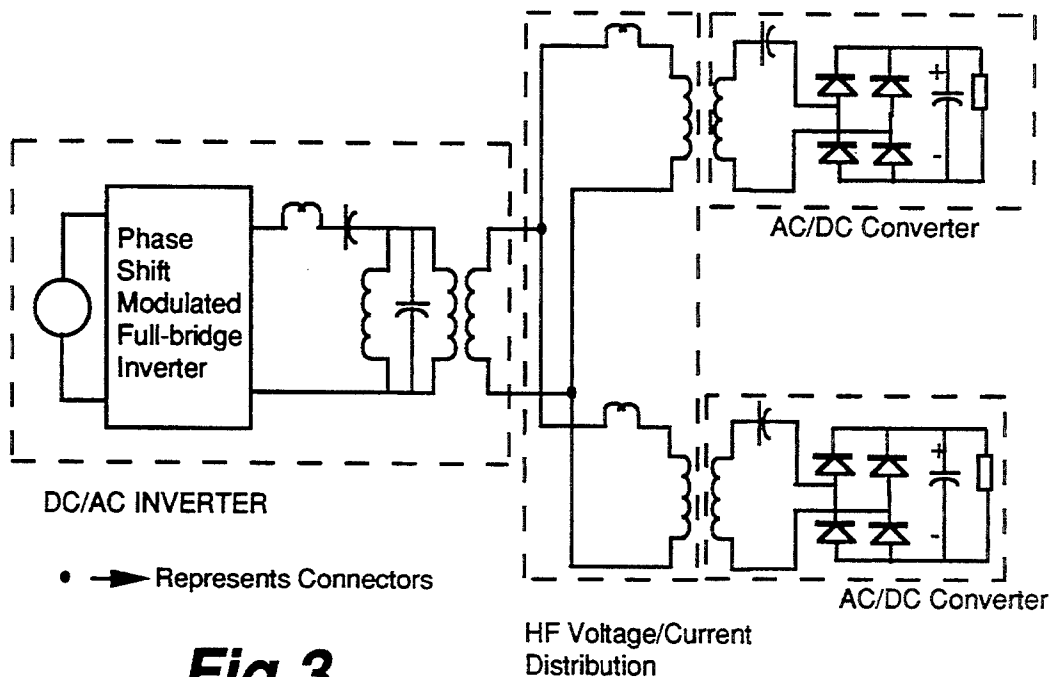 Phase
Shift
Modulated
Full-bridge
Inverter
+
-
AC/DC Converter
DC/AC INVERTER
+
-
• Represents Connectors
AC/DC Converter
HF Voltage/Current
Distribution
Fig 3